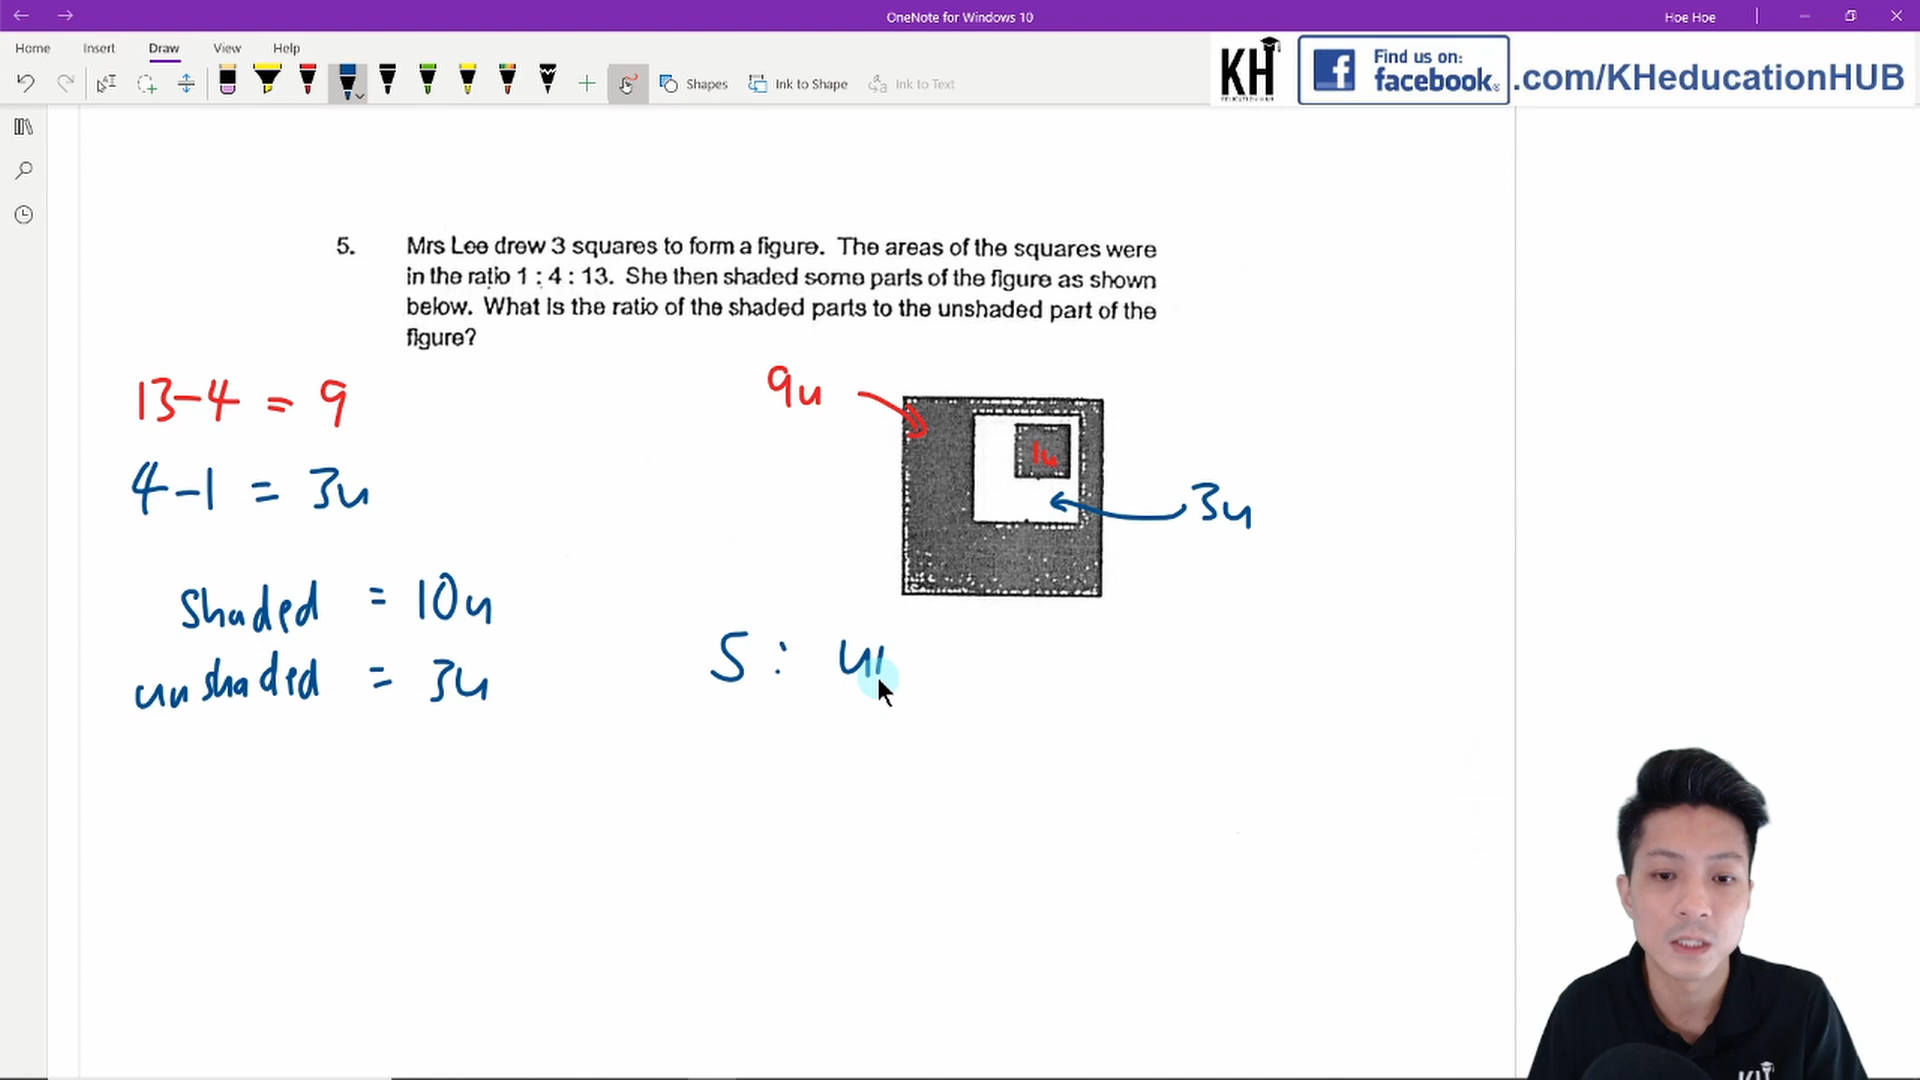 OneNote for Windows 10
Hoe Hoe
Home Insert Draw View Help
Shapes Ink to Shape Ink to Text
KH
Find us on:
facebook.com/KHeducationHUB
5. Mrs Lee drew 3 squares to form a figure. The areas of the squares were
in the ratio 1 : 4 : 13. She then shaded some parts of the figure as shown
below. What is the ratio of the shaded parts to the unshaded part of the
figure?
13-4 = 9
9u
1u
4-1 = 3u
3u
Shaded = 10u
unshaded = 3u
S : un
KH